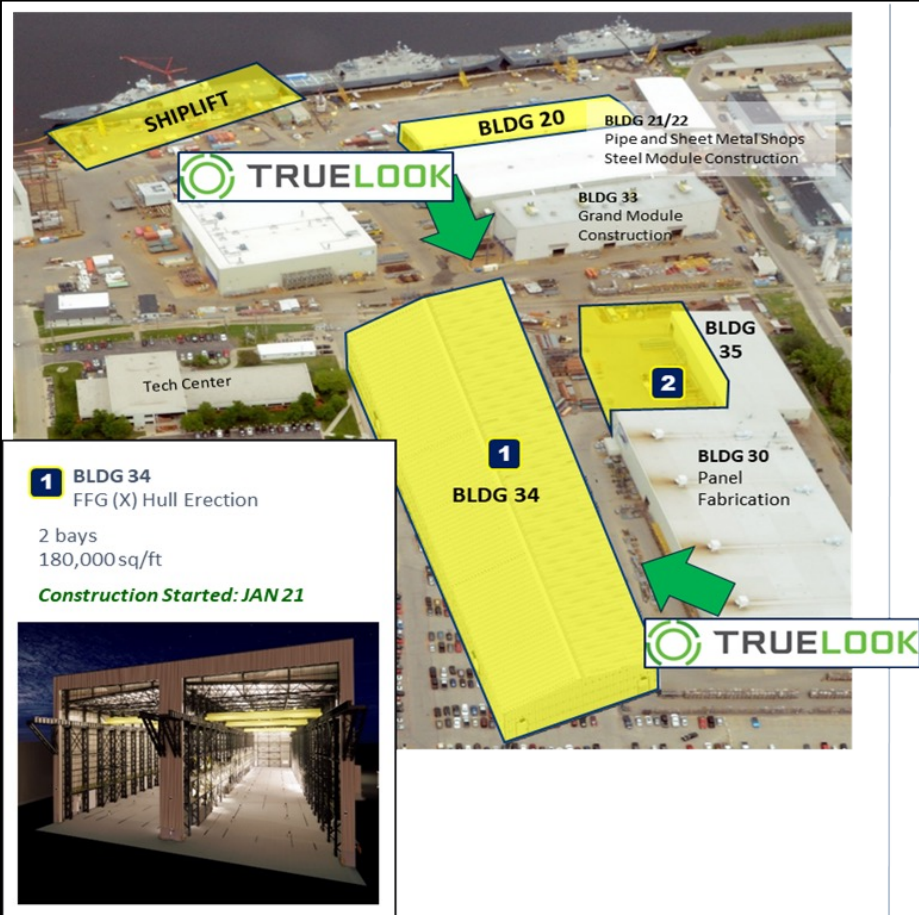 SHIPLIFT
BLDG 20
BLDG 21/22
Pipe and Sheet Metal Shops
Steel Module Construction
TRUELOOK
BLDG 33
Grand Module
Construction
BLDG
35
Tech Center
2
1
BLDG 34
BLDG 30
Panel
Fabrication
1
BLDG 34
FFG (X) Hull Erection
2 bays
180,000 sq/ft
Construction Started: JAN 21
TRUELOOK